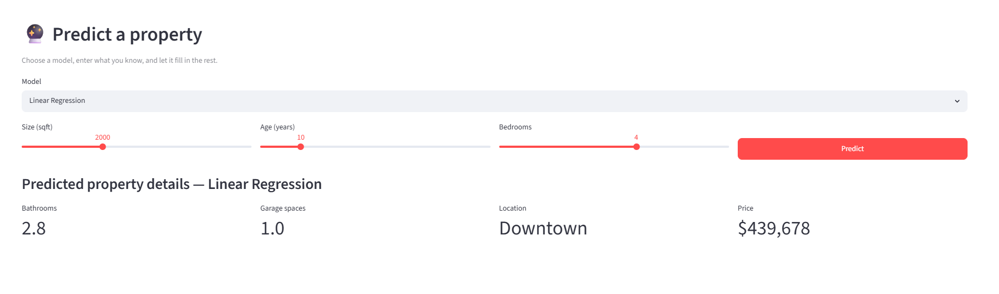 Predict a property
Choose a model, enter what you know, and let it fill in the rest.
Model
Linear Regression
Size (sqft)
2000
Age (years)
10
Bedrooms
4
Predict
Predicted property details — Linear Regression
Bathrooms
2.8
Garage spaces
1.0
Location
Downtown
Price
$439,678